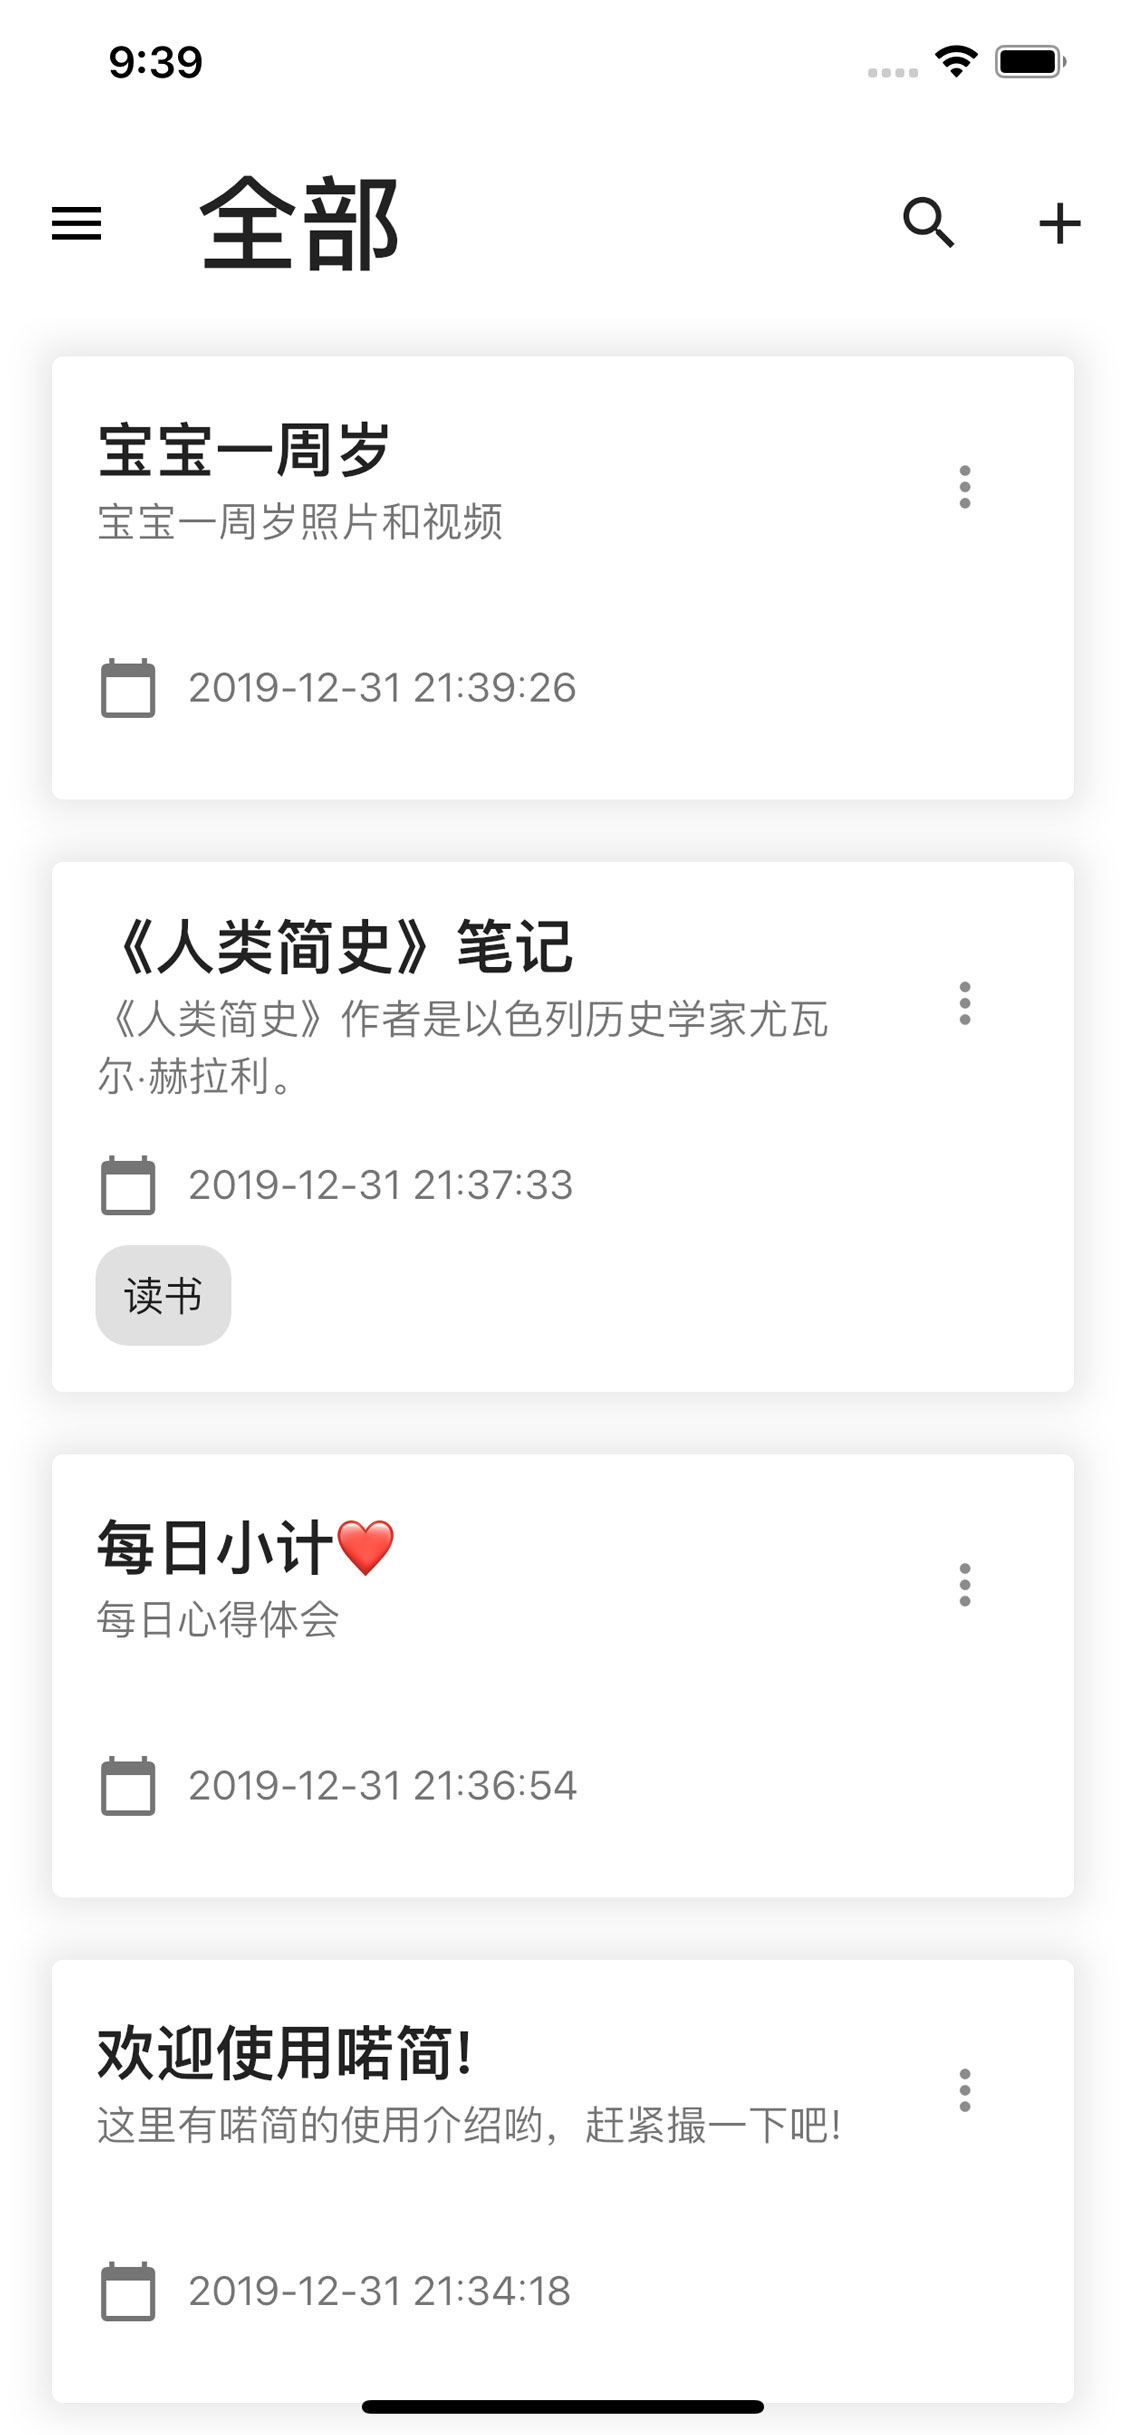 9:39
全部
宝宝一周岁
宝宝一周岁照片和视频
2019-12-31 21:39:26
《人类简史》笔记
《人类简史》作者是以色列历史学家尤瓦
尔·赫拉利。
2019-12-31 21:37:33
读书
每日小计❤️
每日心得体会
2019-12-31 21:36:54
欢迎使用喏简!
这里有喏简的使用介绍哟，赶紧撮一下吧!
2019-12-31 21:34:18